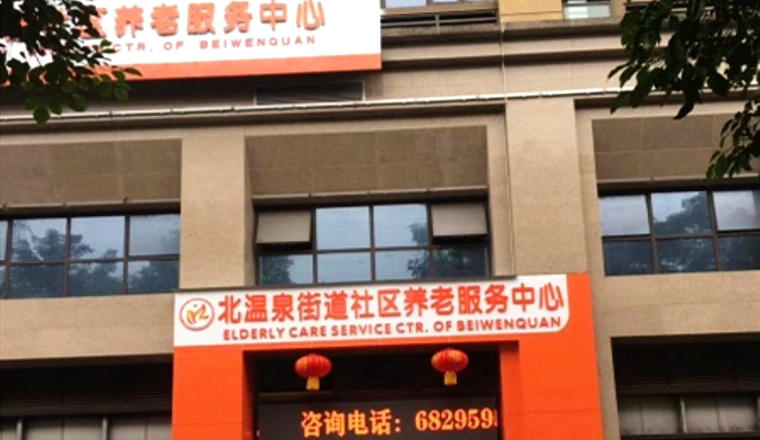 区养老服务中心
CTR. OF BEIWENQUAN
北温泉街道社区养老服务中心
ELDERLY CARE SERVICE CTR. OF BEIWENQUAN
咨询电话：682959